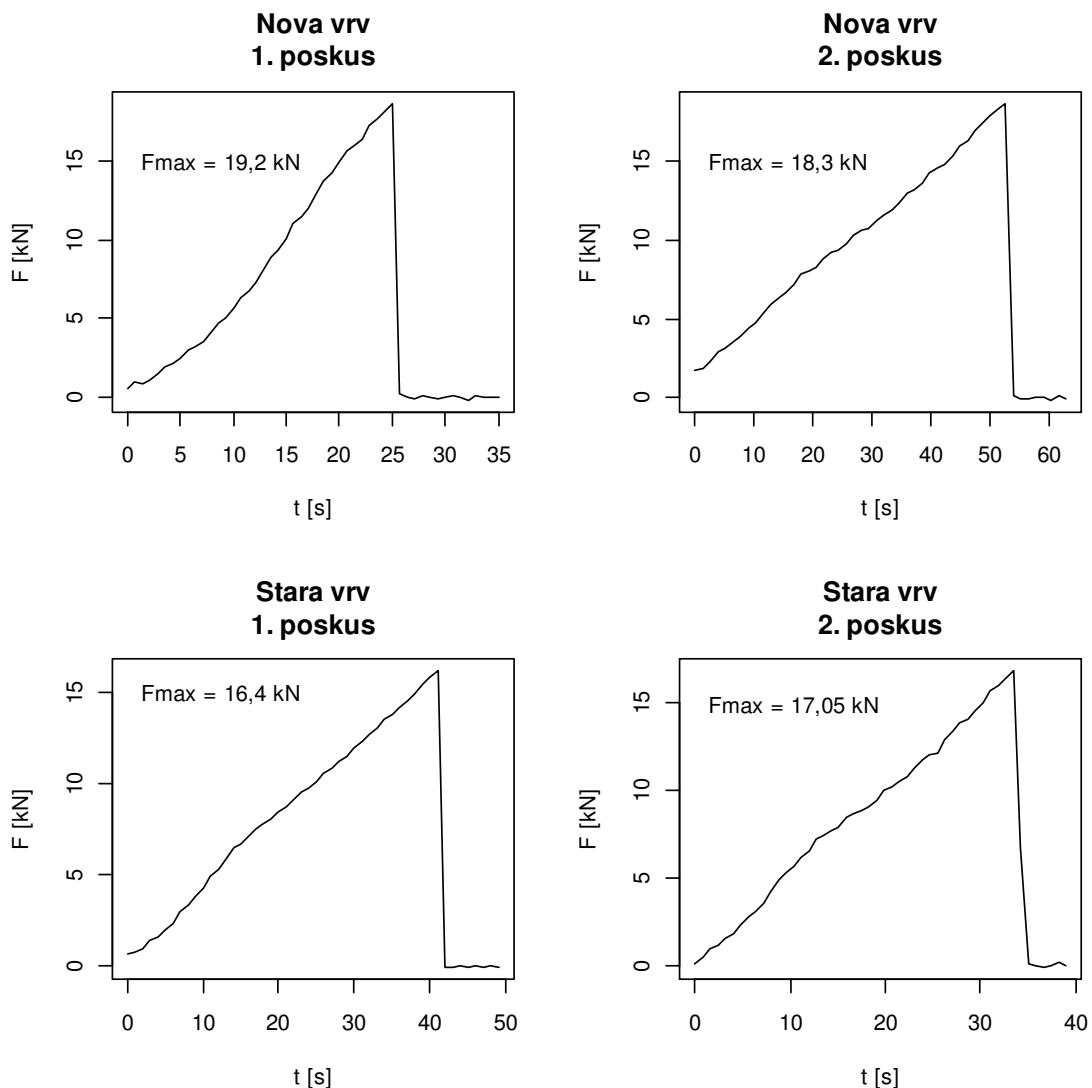 Nova vrv
1. poskus
Fmax = 19,2 kN
F [kN]
0
5
10
15
0 5 10 15 20 25 30 35
t [s]
Nova vrv
2. poskus
Fmax = 18,3 kN
F [kN]
0
5
10
15
0 10 20 30 40 50 60
t [s]
Stara vrv
1. poskus
Fmax = 16,4 kN
F [kN]
0
5
10
15
0 10 20 30 40 50
t [s]
Stara vrv
2. poskus
Fmax = 17,05 kN
F [kN]
0
5
10
15
0 10 20 30 40
t [s]